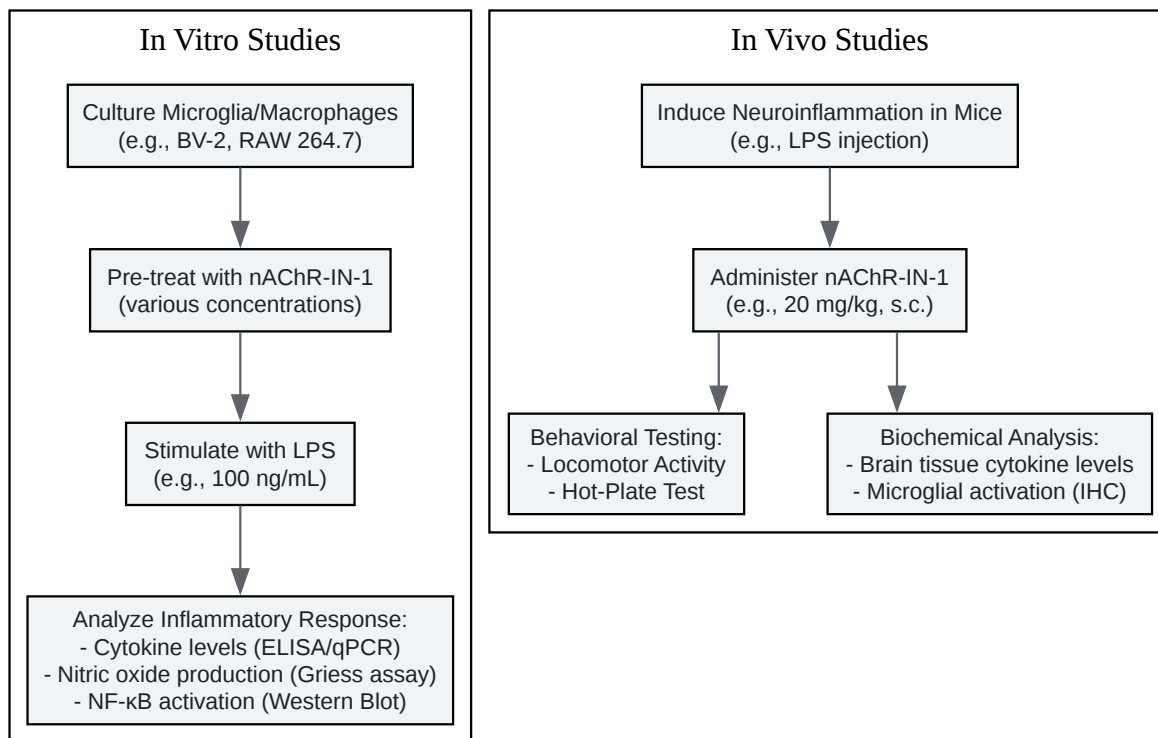 In Vitro Studies
Culture Microglia/Macrophages
(e.g., BV-2, RAW 264.7)
Pre-treat with nAChR-IN-1
(various concentrations)
Stimulate with LPS
(e.g., 100 ng/mL)
Analyze Inflammatory Response:
- Cytokine levels (ELISA/qPCR)
- Nitric oxide production (Griess assay)
- NF-κB activation (Western Blot)
In Vivo Studies
Induce Neuroinflammation in Mice
(e.g., LPS injection)
Administer nAChR-IN-1
(e.g., 20 mg/kg, s.c.)
Behavioral Testing:
- Locomotor Activity
- Hot-Plate Test
Biochemical Analysis:
- Brain tissue cytokine levels
- Microglial activation (IHC)